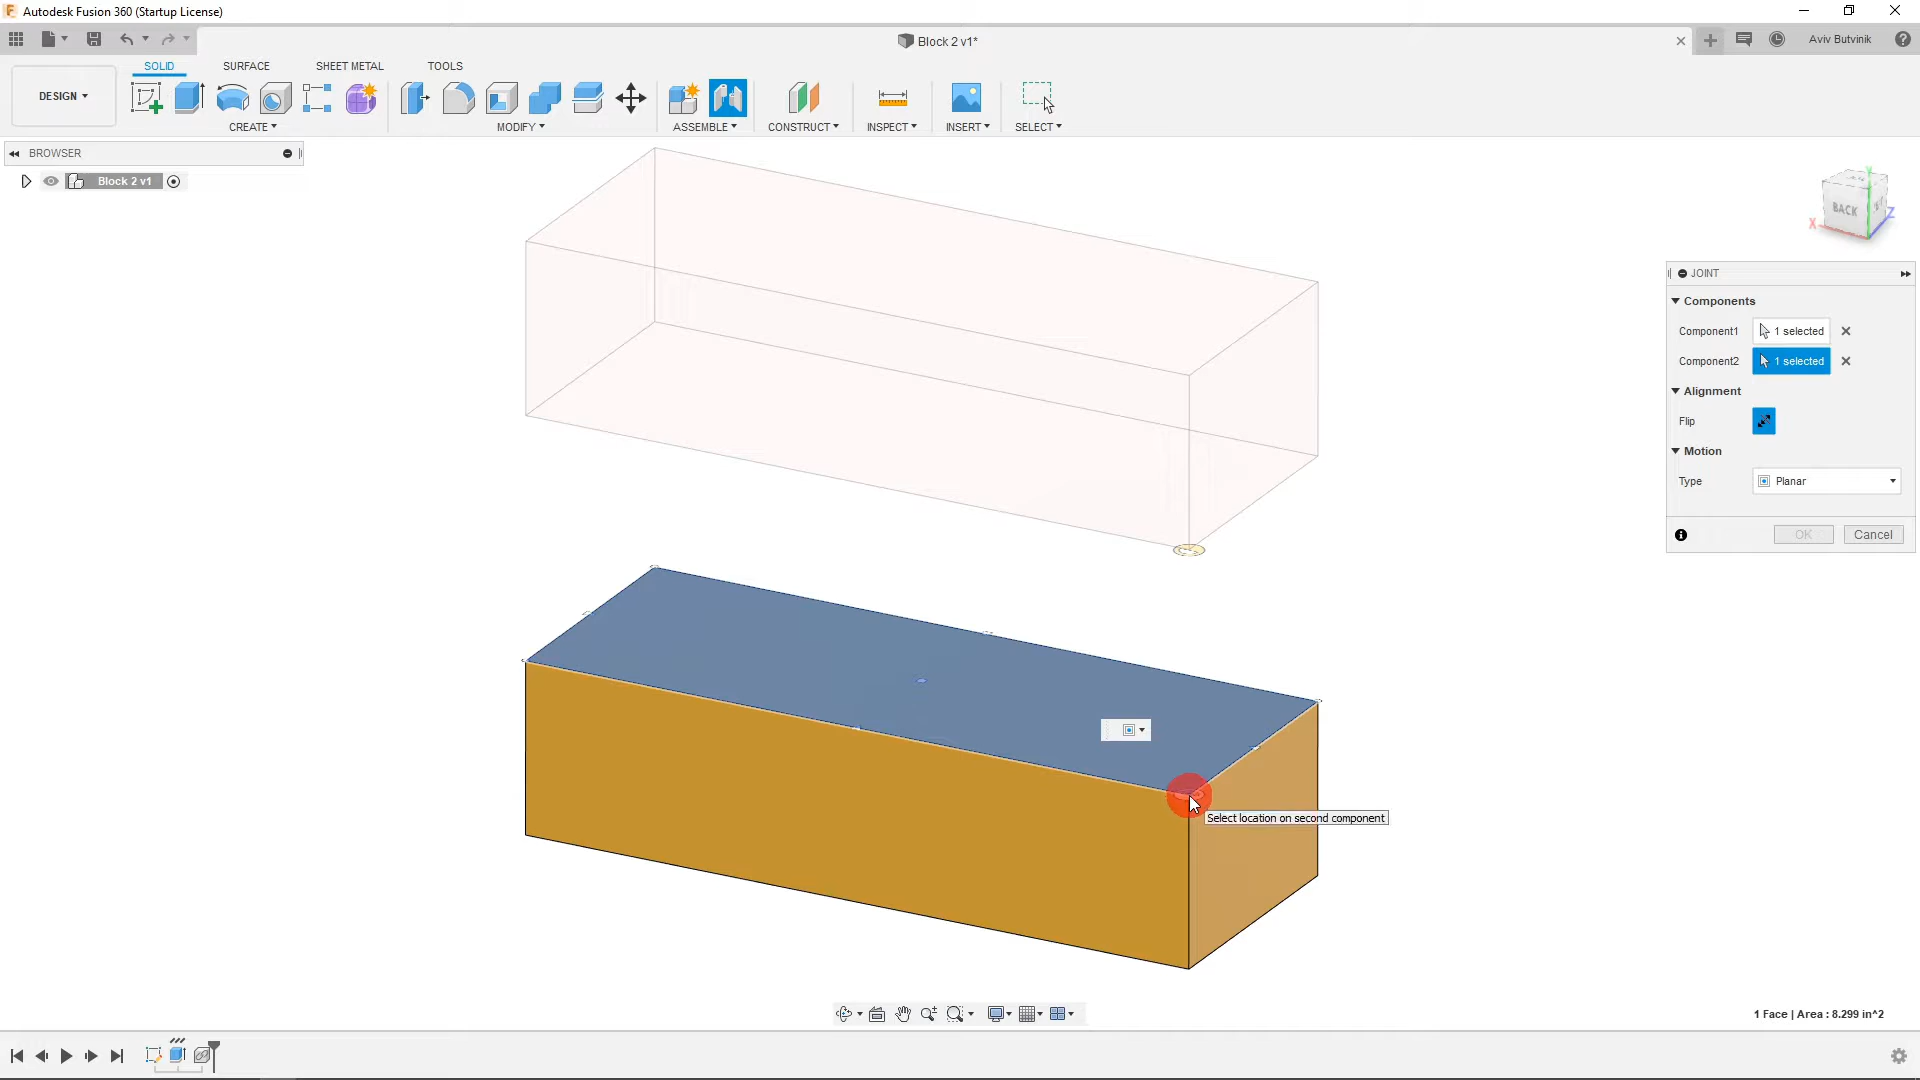 Autodesk Fusion 360 (Startup License)
Block 2 v1*
Aviv Butvinik
DESIGN
SOLID
SURFACE
SHEET METAL
TOOLS
CREATE
MODIFY
ASSEMBLE
CONSTRUCT
INSPECT
INSERT
SELECT
BROWSER
Block 2 v1
BACK
X
Y
Z
JOINT
Components
Component1
1 selected
Component2
1 selected
Alignment
Flip
Motion
Type
Planar
OK
Cancel
Select location on second component
1 Face | Area : 8.299 in^2